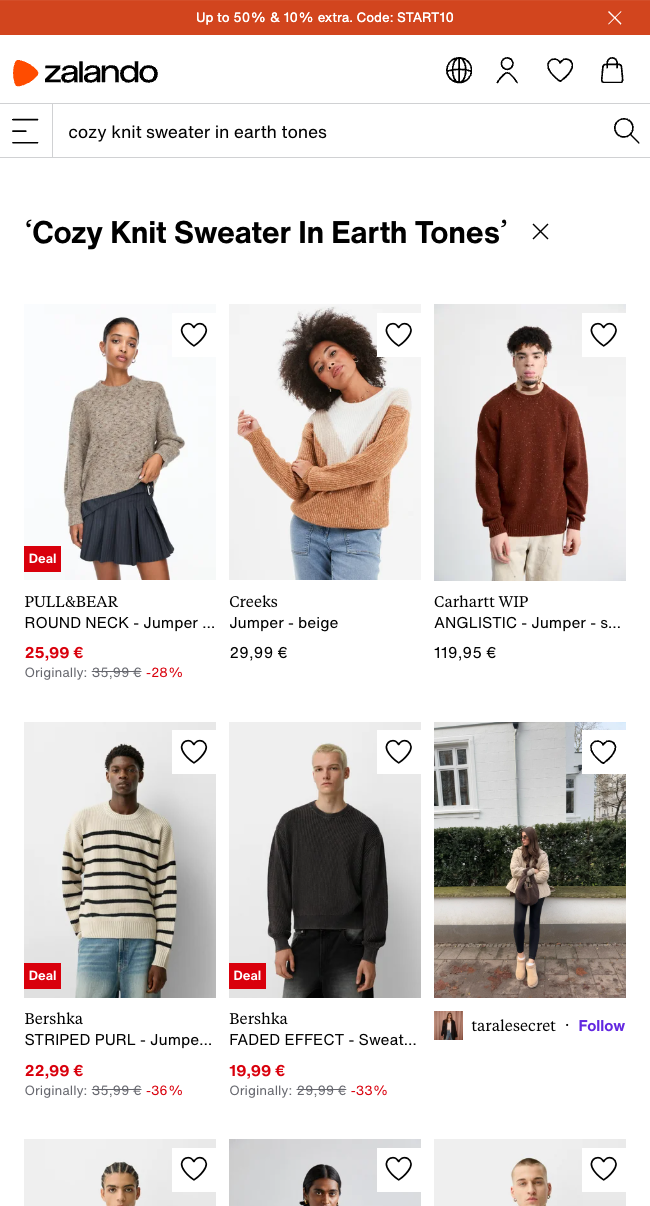 Up to 50% & 10% extra. Code: START10
zalando
cozy knit sweater in earth tones
‘Cozy Knit Sweater In Earth Tones’
Deal
PULL&BEAR
ROUND NECK - Jumper ...
25,99 €
Originally: 35,99 € -28%
Creeks
Jumper - beige
29,99 €
Carhartt WIP
ANGLISTIC - Jumper - s...
119,95 €
Deal
Bershka
STRIPED PURL - Jumpe...
22,99 €
Originally: 35,99 € -36%
Deal
Bershka
FADED EFFECT - Sweat...
19,99 €
Originally: 29,99 € -33%
taralesecret · Follow